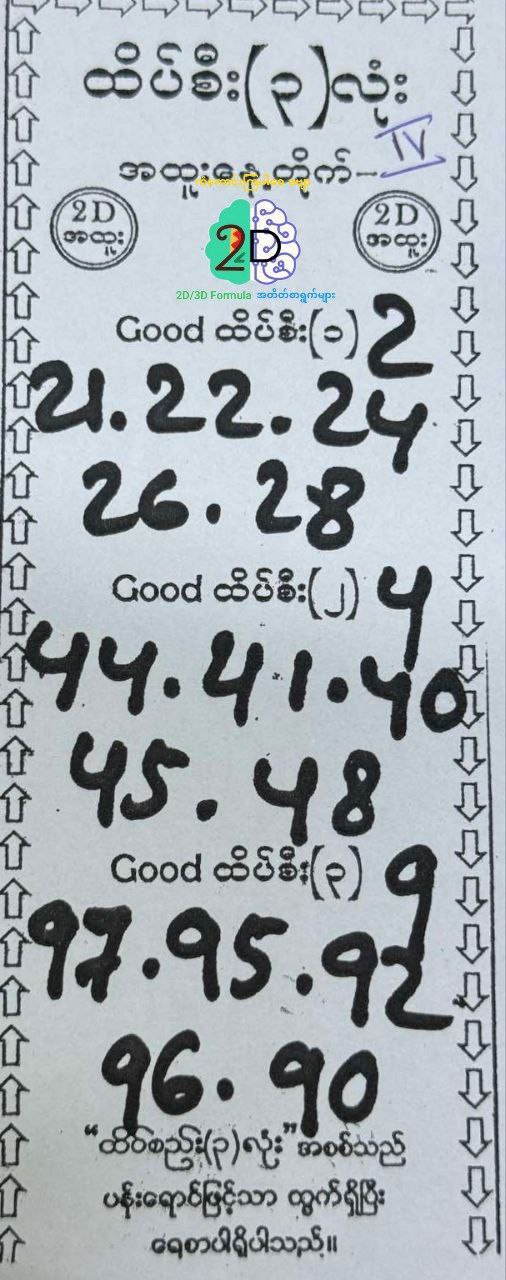 ထိပ်စီး(၃)လုံး
အထူးနေ့ထိုက်-
IV
2D
အထူး
2D
အထူး
2D
2D/3D Formula အတိတ်စာရွက်များ
Good ထိပ်စီး(၁) 2
21.22.24
26.28
Good ထိပ်စီး(၂) 4
44.41.40
45.48
Good ထိပ်စီး(၃) 9
97.95.92
96.90
“ထိပ်စည်း(၃)လုံး”အစစ်သည်
ပန်းရောင်ဖြင့်သာ ထွက်ရှိပြီး
ရေစာပါရှိပါသည်။